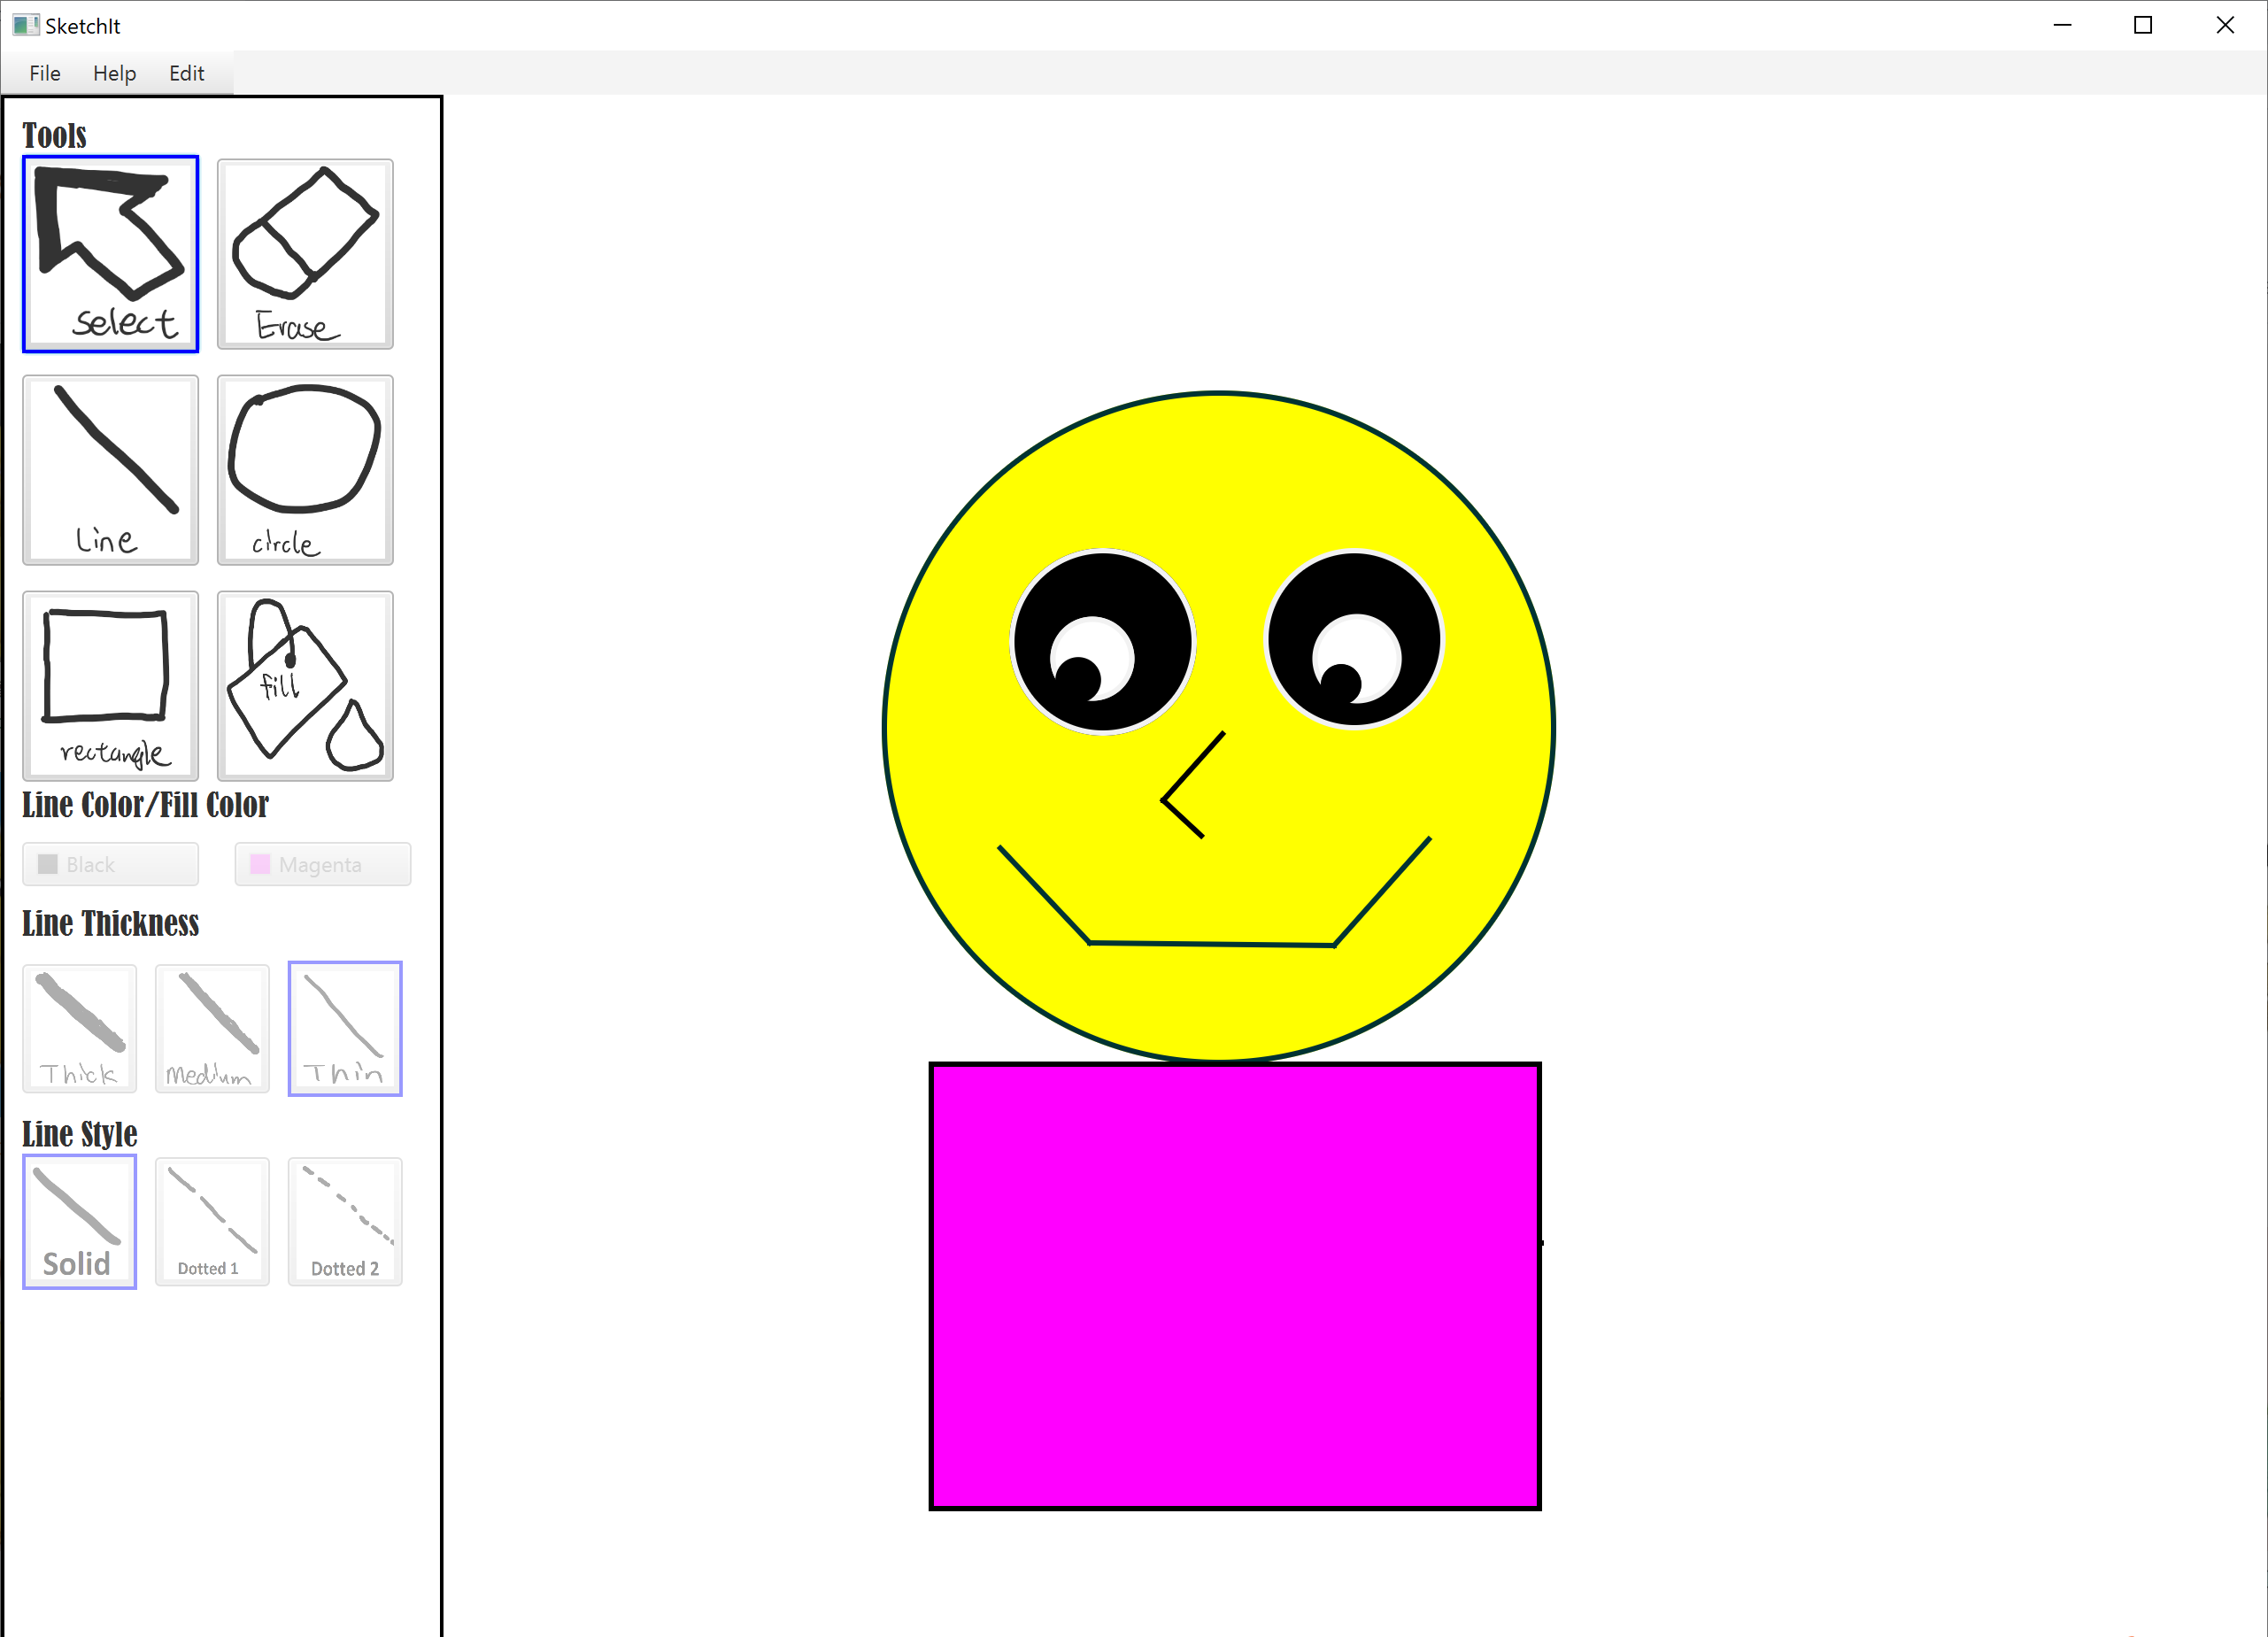 SketchIt
File Help Edit
Tools
select
Erase
Line
circle
rectangle
fill
Line Color/Fill Color
Black
Magenta
Line Thickness
Thick
Medium
Thin
Line Style
Solid
Dotted 1
Dotted 2